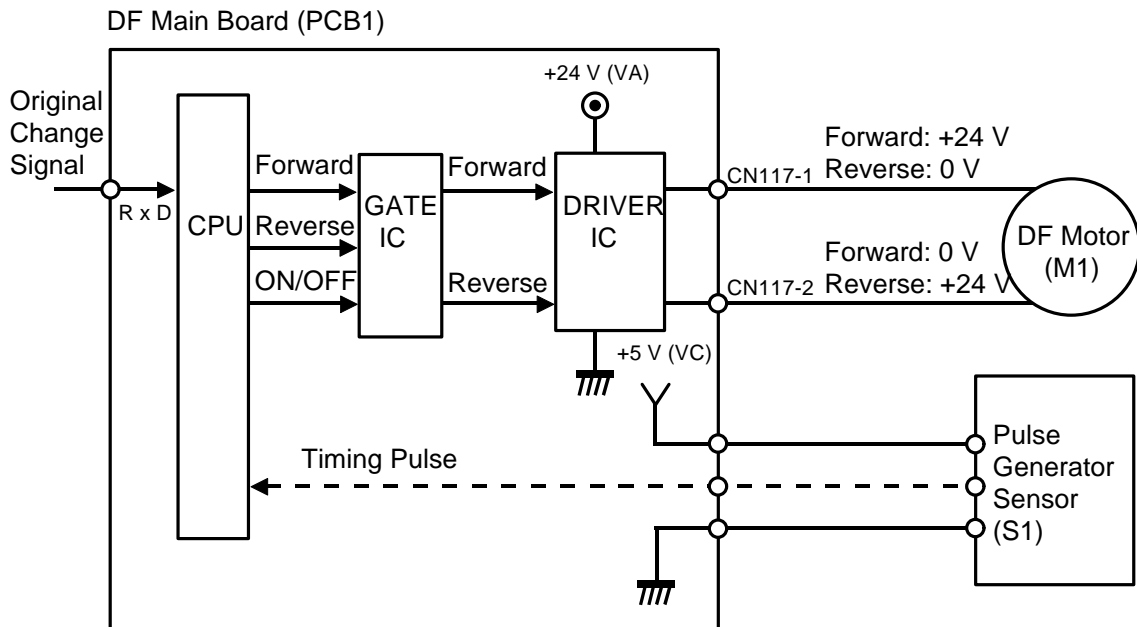 DF Main Board (PCB1)
+24 V (VA)
Original
Change
Signal
R x D
CPU
Forward
Reverse
ON/OFF
GATE
IC
Forward
Reverse
DRIVER
IC
CN117-1
Forward: +24 V
Reverse: 0 V
CN117-2
Forward: 0 V
Reverse: +24 V
DF Motor
(M1)
+5 V (VC)
Timing Pulse
Pulse
Generator
Sensor
(S1)